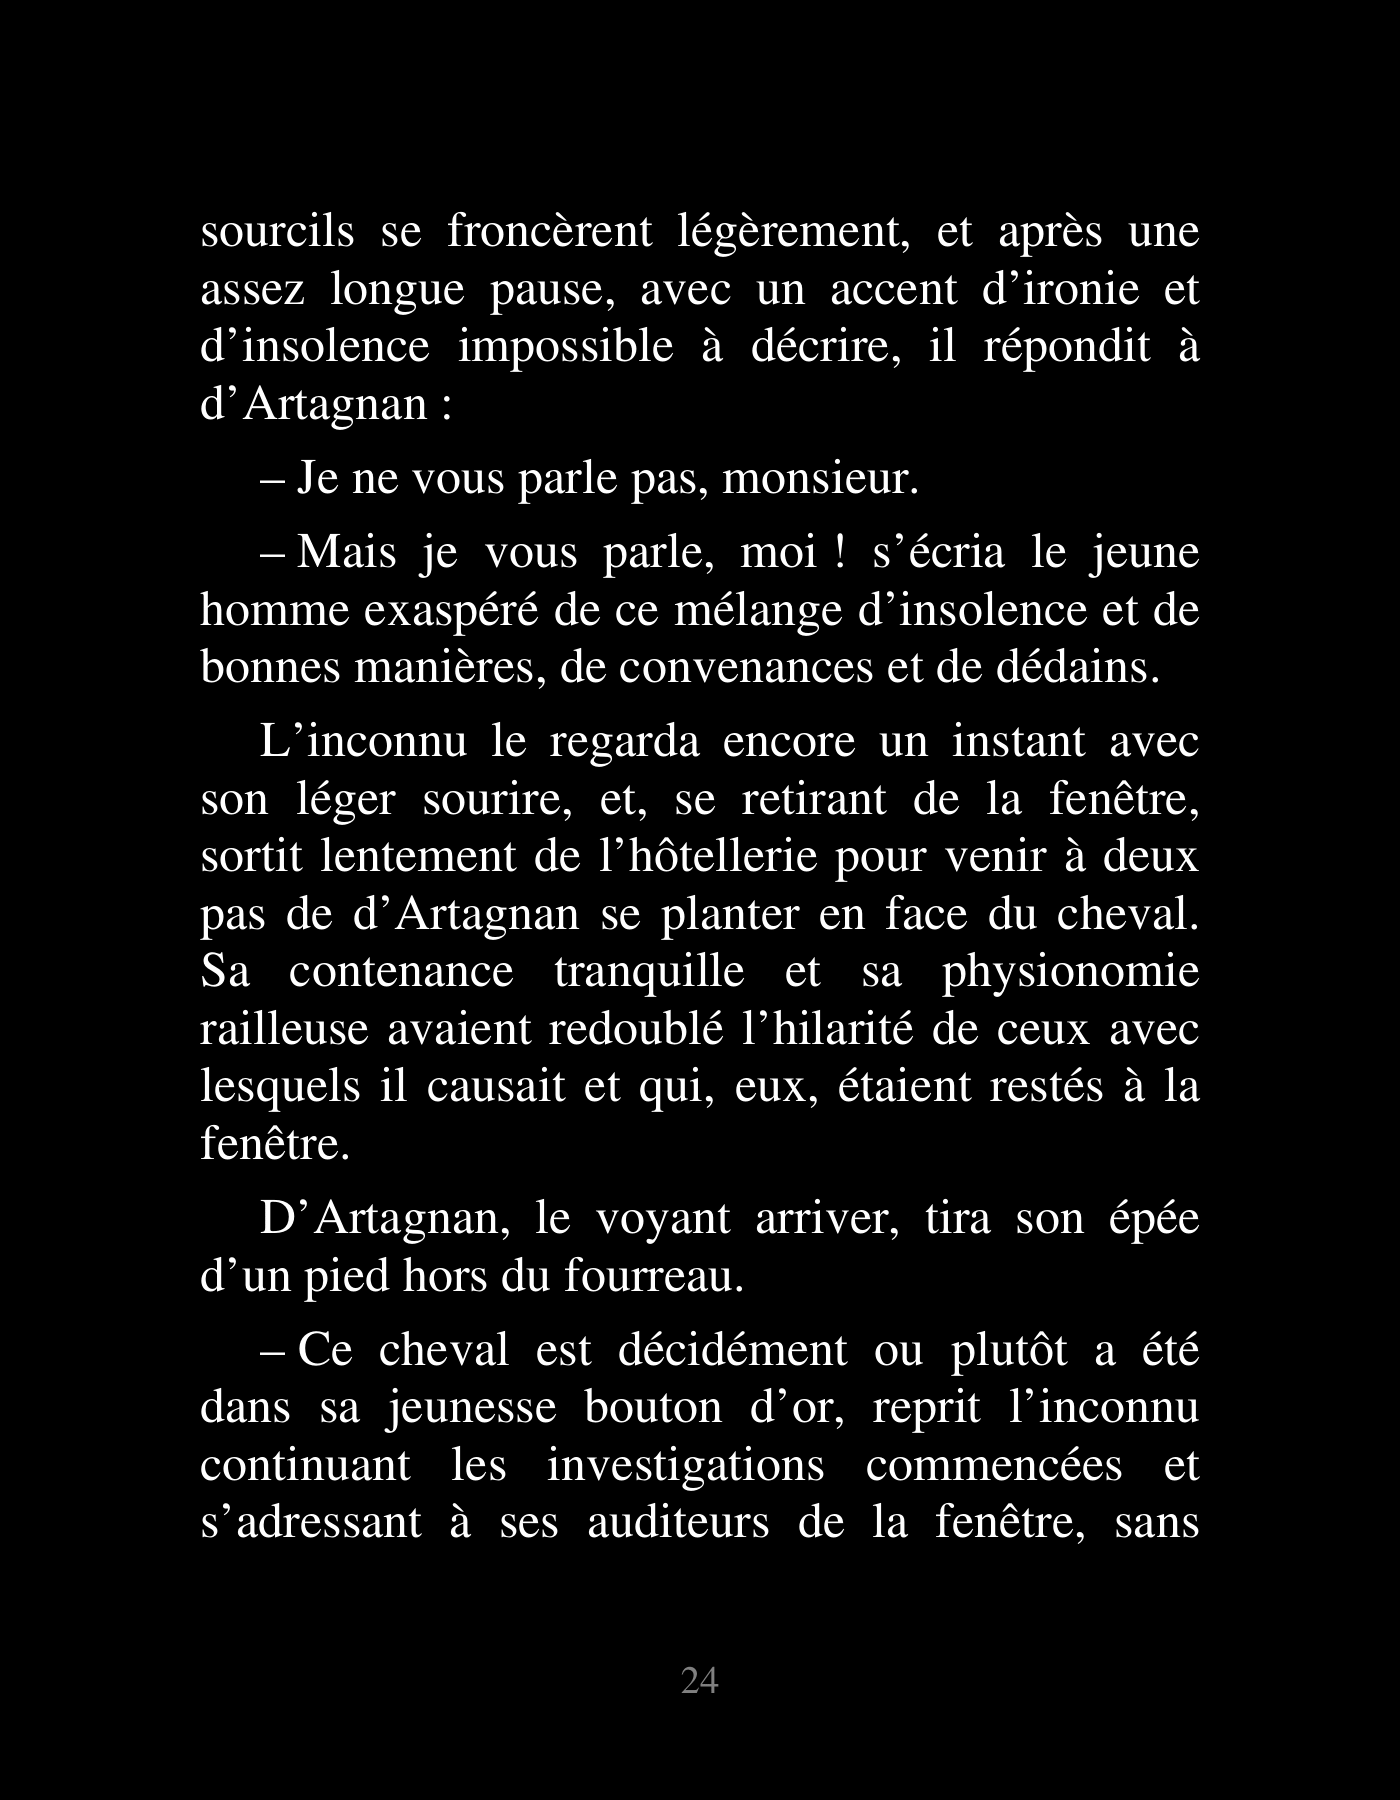 sourcils se froncèrent légèrement, et après une
assez longue pause, avec un accent d’ironie et
d’insolence impossible à décrire, il répondit à
d’Artagnan :
– Je ne vous parle pas, monsieur.
– Mais je vous parle, moi ! s’écria le jeune
homme exaspéré de ce mélange d’insolence et de
bonnes manières, de convenances et de dédains.
L’inconnu le regarda encore un instant avec
son léger sourire, et, se retirant de la fenêtre,
sortit lentement de l’hôtellerie pour venir à deux
pas de d’Artagnan se planter en face du cheval.
Sa contenance tranquille et sa physionomie
railleuse avaient redoublé l’hilarité de ceux avec
lesquels il causait et qui, eux, étaient restés à la
fenêtre.
D’Artagnan, le voyant arriver, tira son épée
d’un pied hors du fourreau.
– Ce cheval est décidément ou plutôt a été
dans sa jeunesse bouton d’or, reprit l’inconnu
continuant les investigations commencées et
s’adressant à ses auditeurs de la fenêtre, sans
24